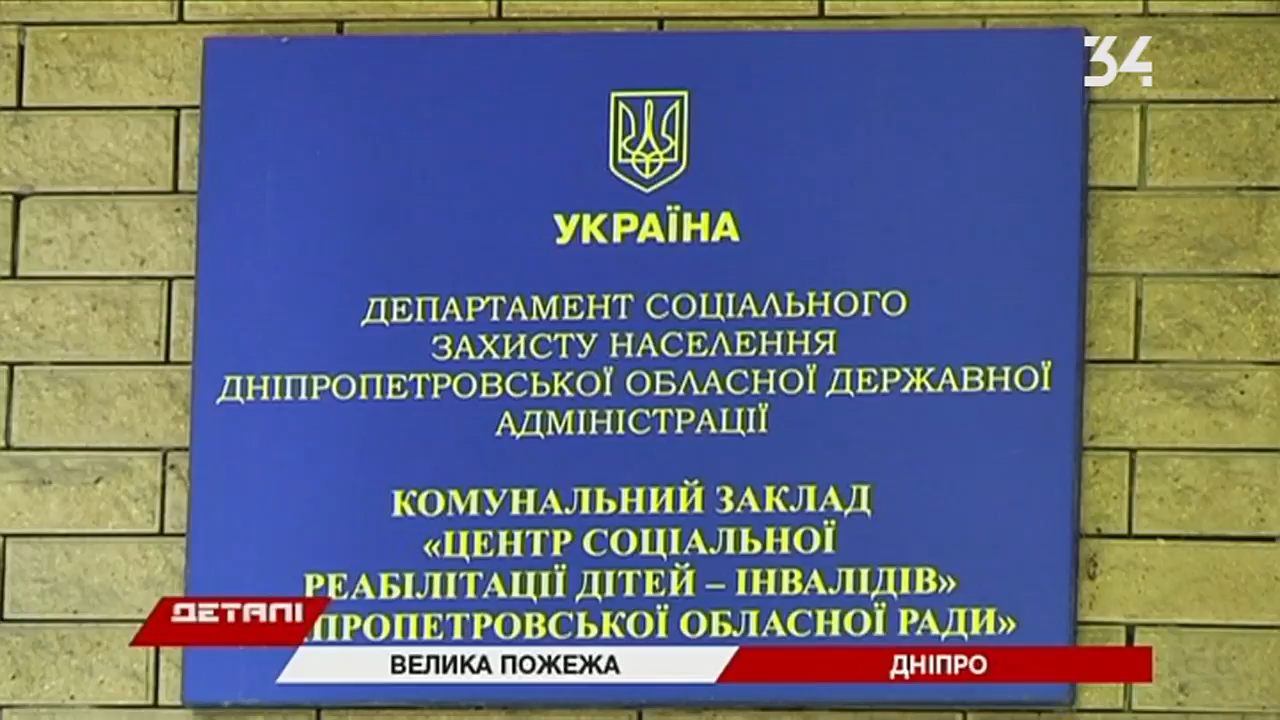 34
УКРАЇНА
ДЕПАРТАМЕНТ СОЦІАЛЬНОГО
ЗАХИСТУ НАСЕЛЕННЯ
ДНІПРОПЕТРОВСЬКОЇ ОБЛАСНОЇ ДЕРЖАВНОЇ
АДМІНІСТРАЦІЇ
КОМУНАЛЬНИЙ ЗАКЛАД
«ЦЕНТР СОЦІАЛЬНОЇ
РЕАБІЛІТАЦІЇ ДІТЕЙ – ІНВАЛІДІВ»
ІПРОПЕТРОВСЬКОЇ ОБЛАСНОЇ РАДИ»
ДЕТАЛІ
ВЕЛИКА ПОЖЕЖА
ДНІПРО